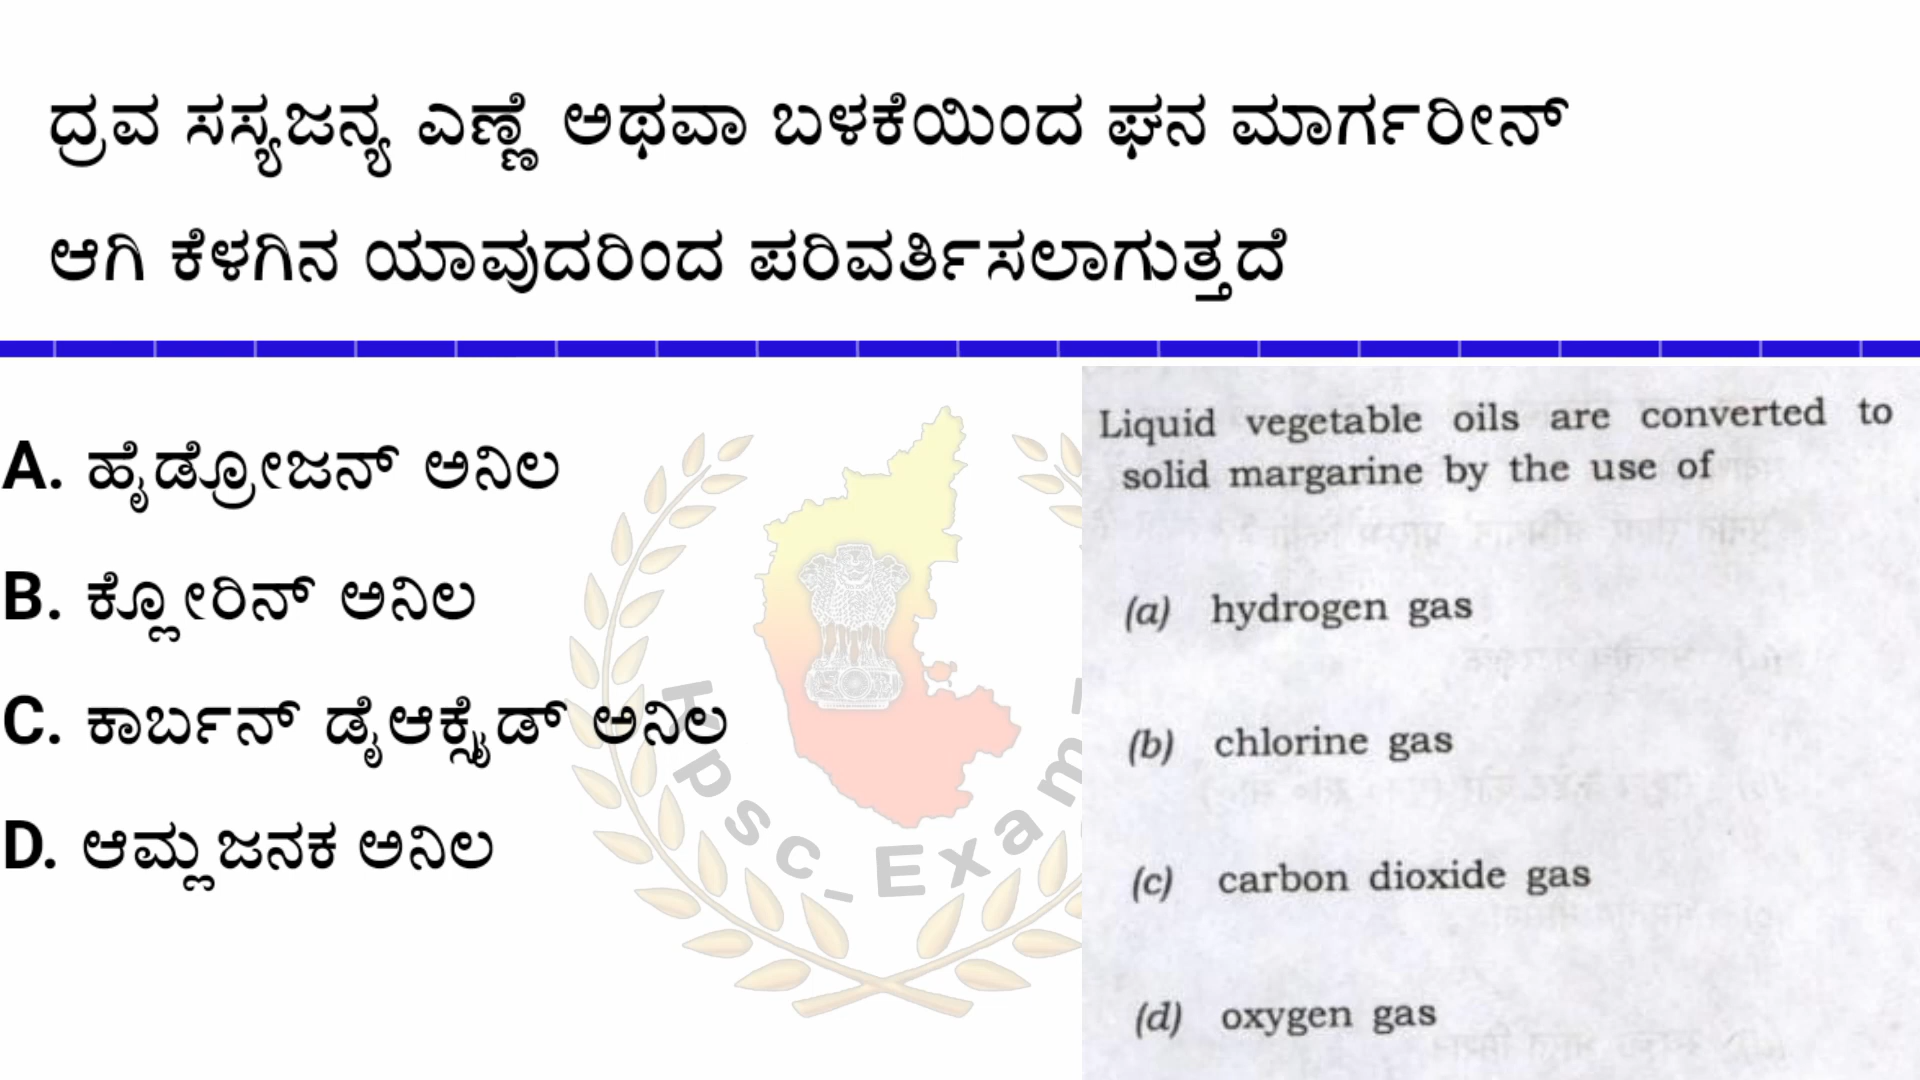 ದ್ರವ ಸಸ್ಯಜನ್ಯ ಎಣ್ಣೆ ಅಥವಾ ಬಳಕೆಯಿಂದ ಘನ ಮಾರ್ಗರೀನ್
ಆಗಿ ಕೆಳಗಿನ ಯಾವುದರಿಂದ ಪರಿವರ್ತಿಸಲಾಗುತ್ತದೆ
A. ಹೈಡ್ರೋಜನ್ ಅನಿಲ
B. ಕ್ಲೋರಿನ್ ಅನಿಲ
C. ಕಾರ್ಬನ್ ಡೈಆಕ್ಸೈಡ್ ಅನಿಲ
D. ಆಮ್ಲಜನಕ ಅನಿಲ
Kpsc_Exam
Liquid vegetable oils are converted to
solid margarine by the use of
(a) hydrogen gas
(b) chlorine gas
(c) carbon dioxide gas
(d) oxygen gas